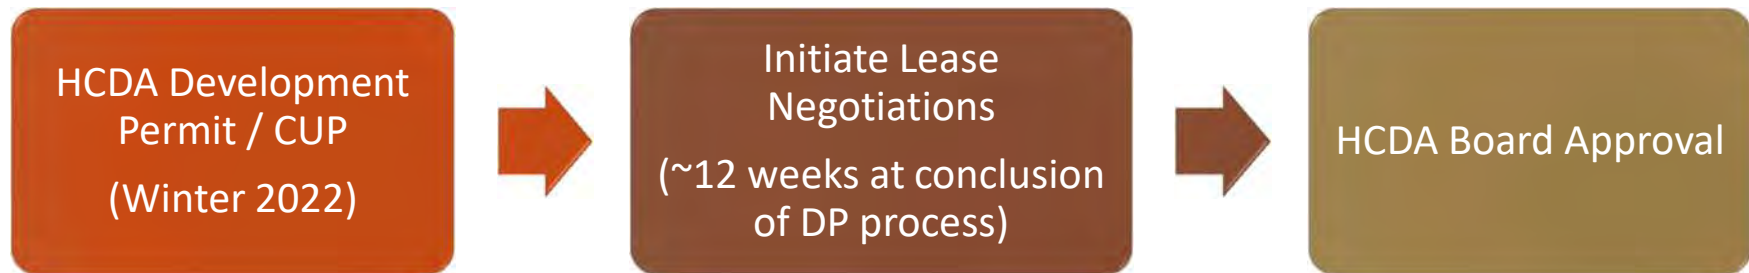 HCDA Development
Permit / CUP
(Winter 2022)
Initiate Lease
Negotiations
(~12 weeks at conclusion
of DP process)
HCDA Board Approval